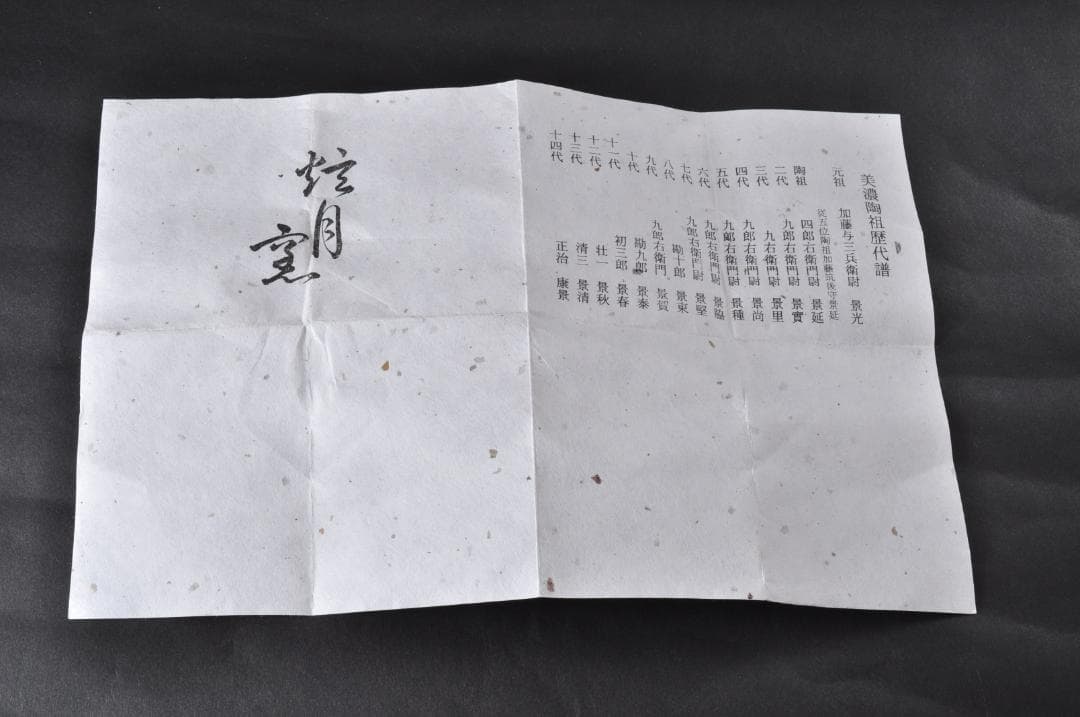 美濃陶祖歴代譜
元祖 加藤与三兵衛尉 景光
従五位陶祖加藤筑後守景延
陶祖 四郎右衛門尉 景延
二代 九郎右衛門尉 景實
三代 九右衛門尉 景里
四代 九郎右衛門尉 景尚
五代 九郎右衛門尉 景種
六代 九郎右衛門尉 景脇
七代 九郎右衛門尉 景堅
八代 勘十郎 景東
九代 九郎右衛門 景賀
十代 勘九郎 景泰
十一代 初三郎 景春
十二代 壮一 景秋
十三代 清三 景清
十四代 正治 康景
炫月
窯